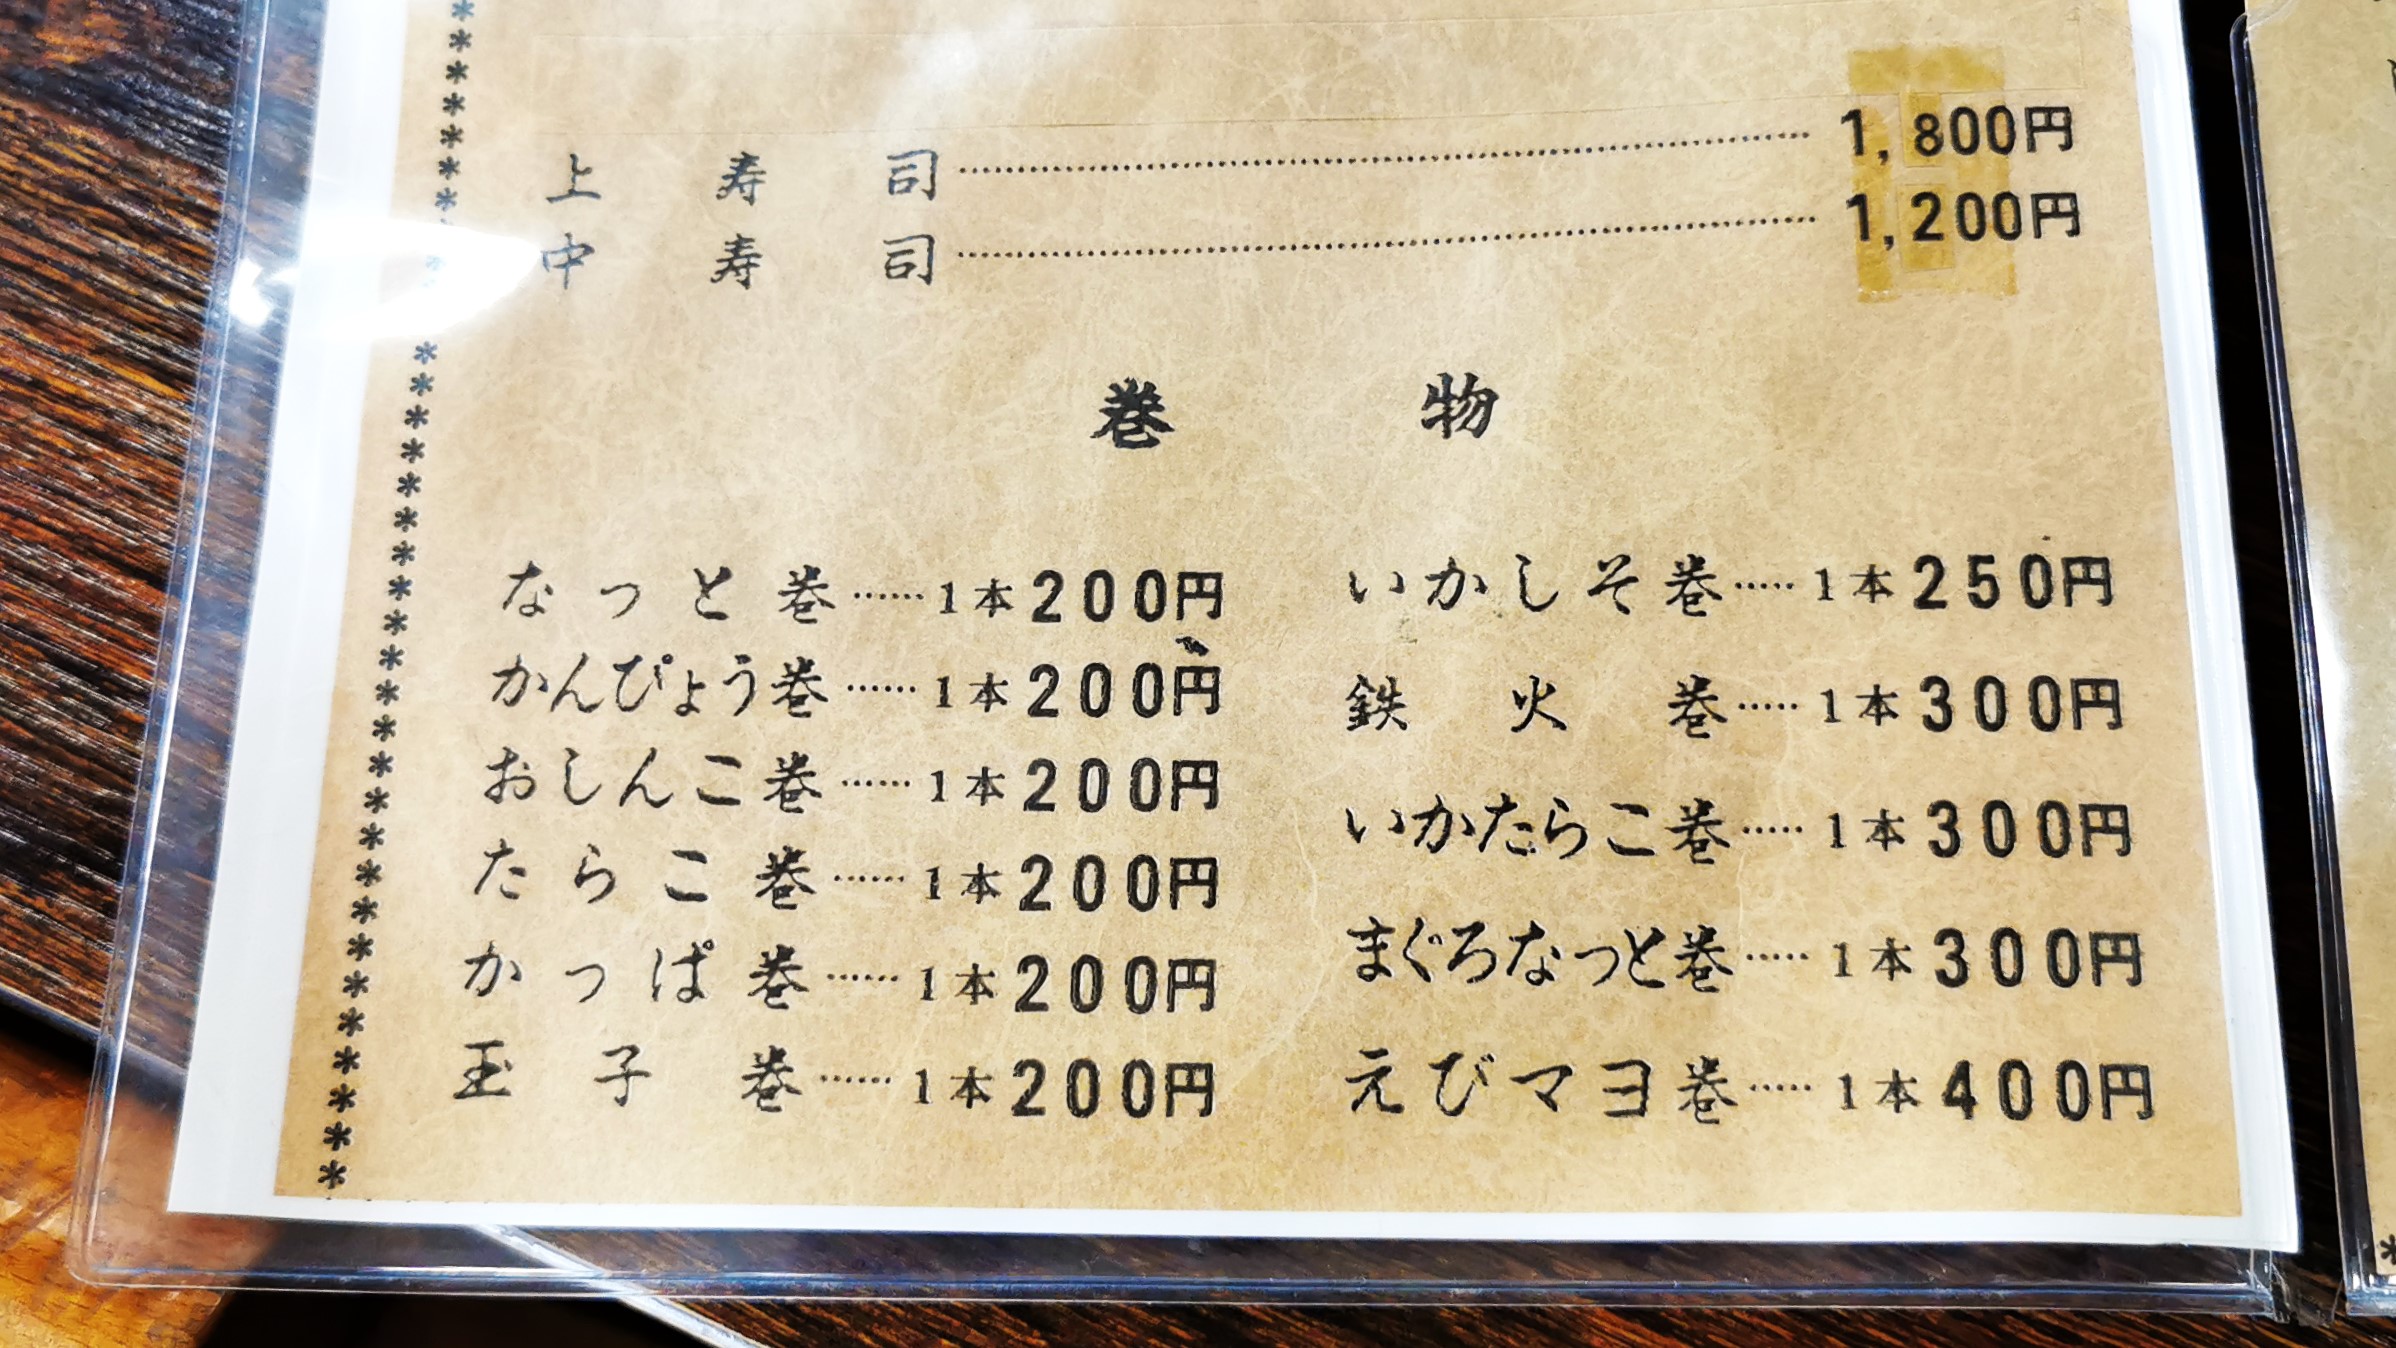 上寿司……………1,800円
中寿司……………1,200円
巻物
なっと巻……1本200円
かんぴょう巻……1本200円
おしんこ巻……1本200円
たらこ巻……1本200円
かっぱ巻……1本200円
玉子巻……1本200円
いかしそ巻……1本250円
鉄火巻……1本300円
いかたらこ巻……1本300円
まぐろなっと巻……1本300円
えびマヨ巻……1本400円